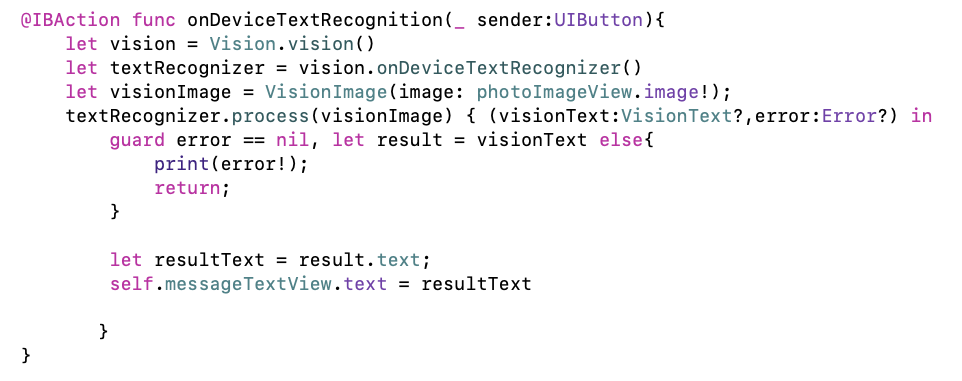 @IBAction func onDeviceTextRecognition(_ sender:UIButton){
    let vision = Vision.vision()
    let textRecognizer = vision.onDeviceTextRecognizer()
    let visionImage = VisionImage(image: photoImageView.image!);
    textRecognizer.process(visionImage) { (visionText:VisionText?,error:Error?) in
        guard error == nil, let result = visionText else{
            print(error!);
            return;
        }
        let resultText = result.text;
        self.messageTextView.text = resultText
       }
}